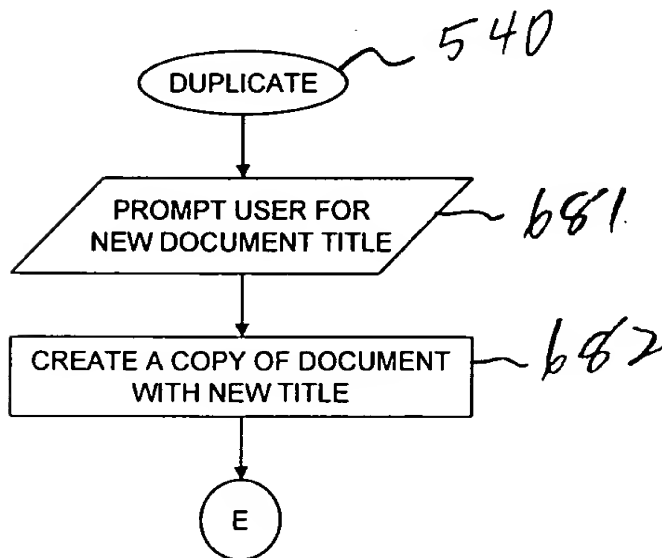 DUPLICATE
540
PROMPT USER FOR
NEW DOCUMENT TITLE
681
CREATE A COPY OF DOCUMENT
WITH NEW TITLE
682
E